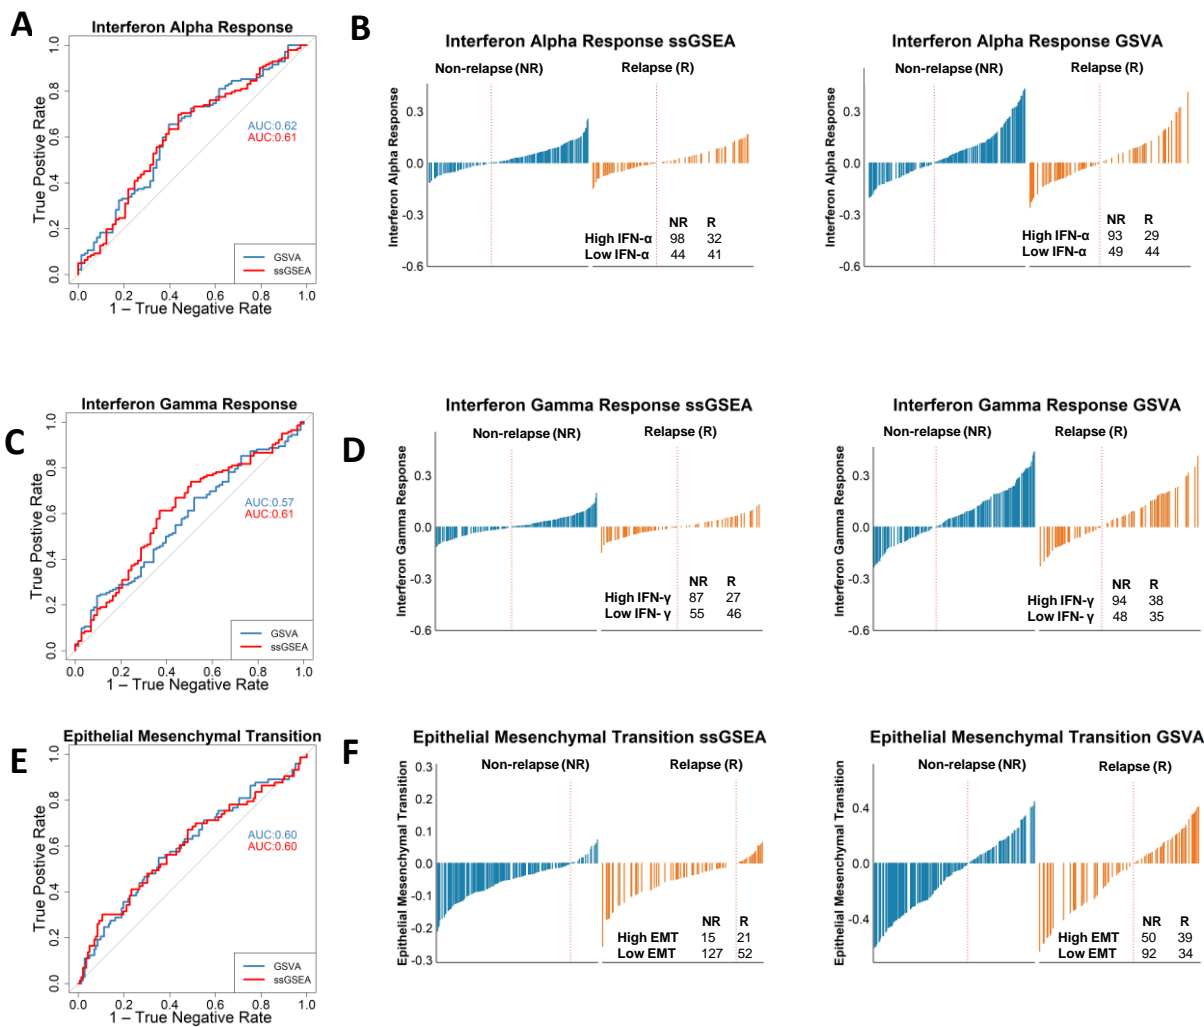 A
Interferon Alpha Response
True Postive Rate
0.0 0.2 0.4 0.6 0.8 1.0
AUC:0.62
AUC:0.61
GSVA
ssGSEA
0.0 0.2 0.4 0.6 0.8 1.0
1 – True Negative Rate
B
Interferon Alpha Response ssGSEA
Non-relapse (NR) Relapse (R)
Interferon Alpha Response
0.3
0.0
-0.3
-0.6
NR R
High IFN-α 98 32
Low IFN-α 44 41
Interferon Alpha Response GSVA
Non-relapse (NR) Relapse (R)
Interferon Alpha Response
0.3
0.0
-0.3
-0.6
NR R
High IFN-α 93 29
Low IFN-α 49 44
C
Interferon Gamma Response
True Postive Rate
0.0 0.2 0.4 0.6 0.8 1.0
AUC:0.57
AUC:0.61
GSVA
ssGSEA
0.0 0.2 0.4 0.6 0.8 1.0
1 – True Negative Rate
D
Interferon Gamma Response ssGSEA
Non-relapse (NR) Relapse (R)
Interferon Gamma Response
0.3
0.0
-0.3
-0.6
NR R
High IFN-γ 87 27
Low IFN- γ 55 46
Interferon Gamma Response GSVA
Non-relapse (NR) Relapse (R)
Interferon Gamma Response
0.3
0.0
-0.3
-0.6
NR R
High IFN-γ 94 38
Low IFN-γ 48 35
E
Epithelial Mesenchymal Transition
True Postive Rate
0.0 0.2 0.4 0.6 0.8 1.0
AUC:0.60
AUC:0.60
GSVA
ssGSEA
0.0 0.2 0.4 0.6 0.8 1.0
1 – True Negative Rate
F
Epithelial Mesenchymal Transition ssGSEA
Non-relapse (NR) Relapse (R)
Epithelial Mesenchymal Transition
0.3
0.2
0.1
0.0
-0.1
-0.2
-0.3
NR R
High EMT 15 21
Low EMT 127 52
Epithelial Mesenchymal Transition GSVA
Non-relapse (NR) Relapse (R)
Epithelial Mesenchymal Transition
0.4
0.0
-0.4
NR R
High EMT 50 39
Low EMT 92 34